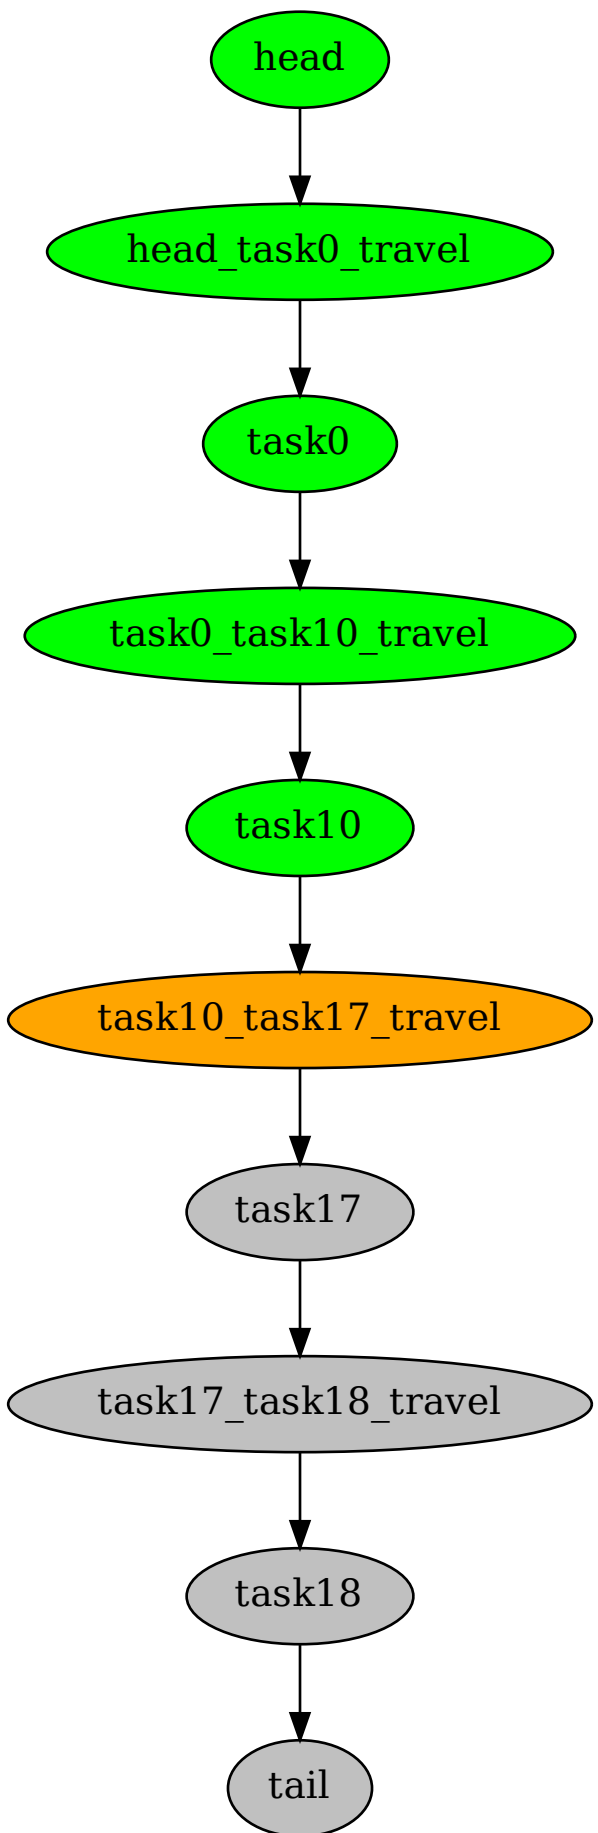 head
head_task0_travel
task0
task0_task10_travel
task10
task10_task17_travel
task17
task17_task18_travel
task18
tail